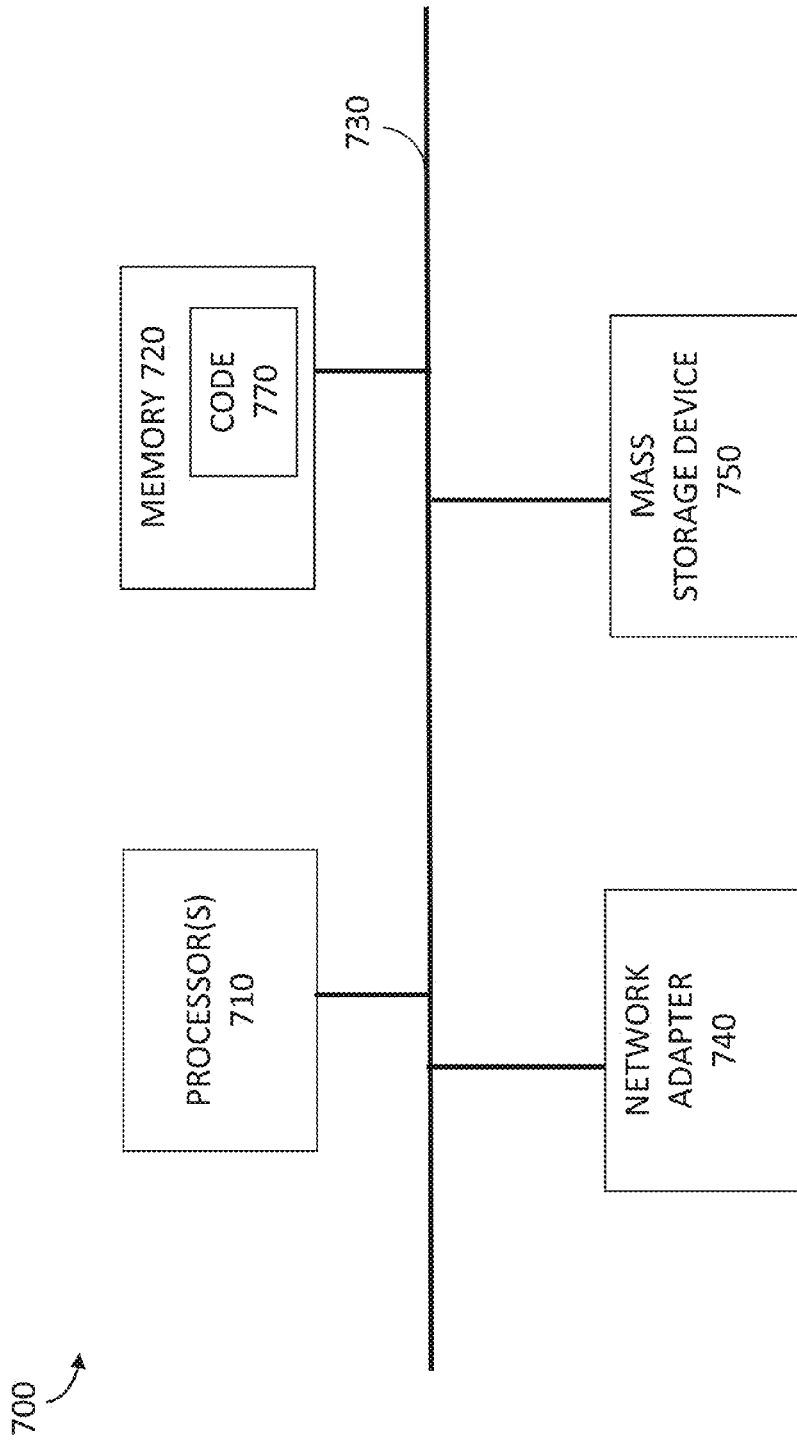 700
PROCESSOR(S)
710
MEMORY 720
CODE
770
730
NETWORK
ADAPTER
740
MASS
STORAGE DEVICE
750